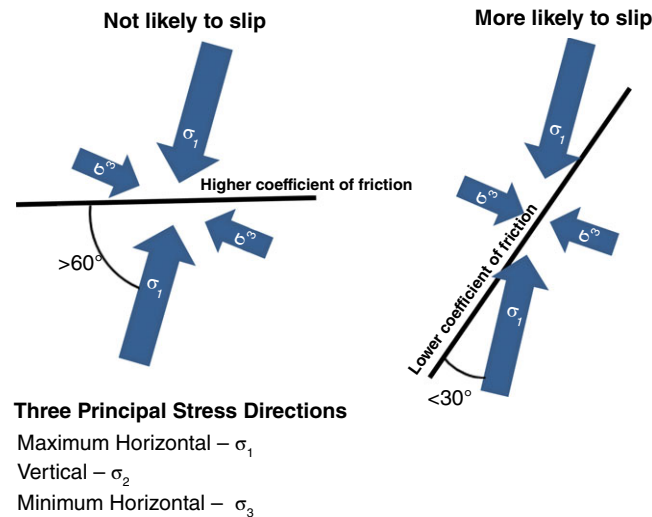 Not likely to slip
More likely to slip
σ1
σ3
Higher coefficient of friction
σ3
>60°
σ1
σ1
σ3
σ3
Lower coefficient of friction
σ1
<30°
Three Principal Stress Directions
Maximum Horizontal – σ1
Vertical – σ2
Minimum Horizontal – σ3